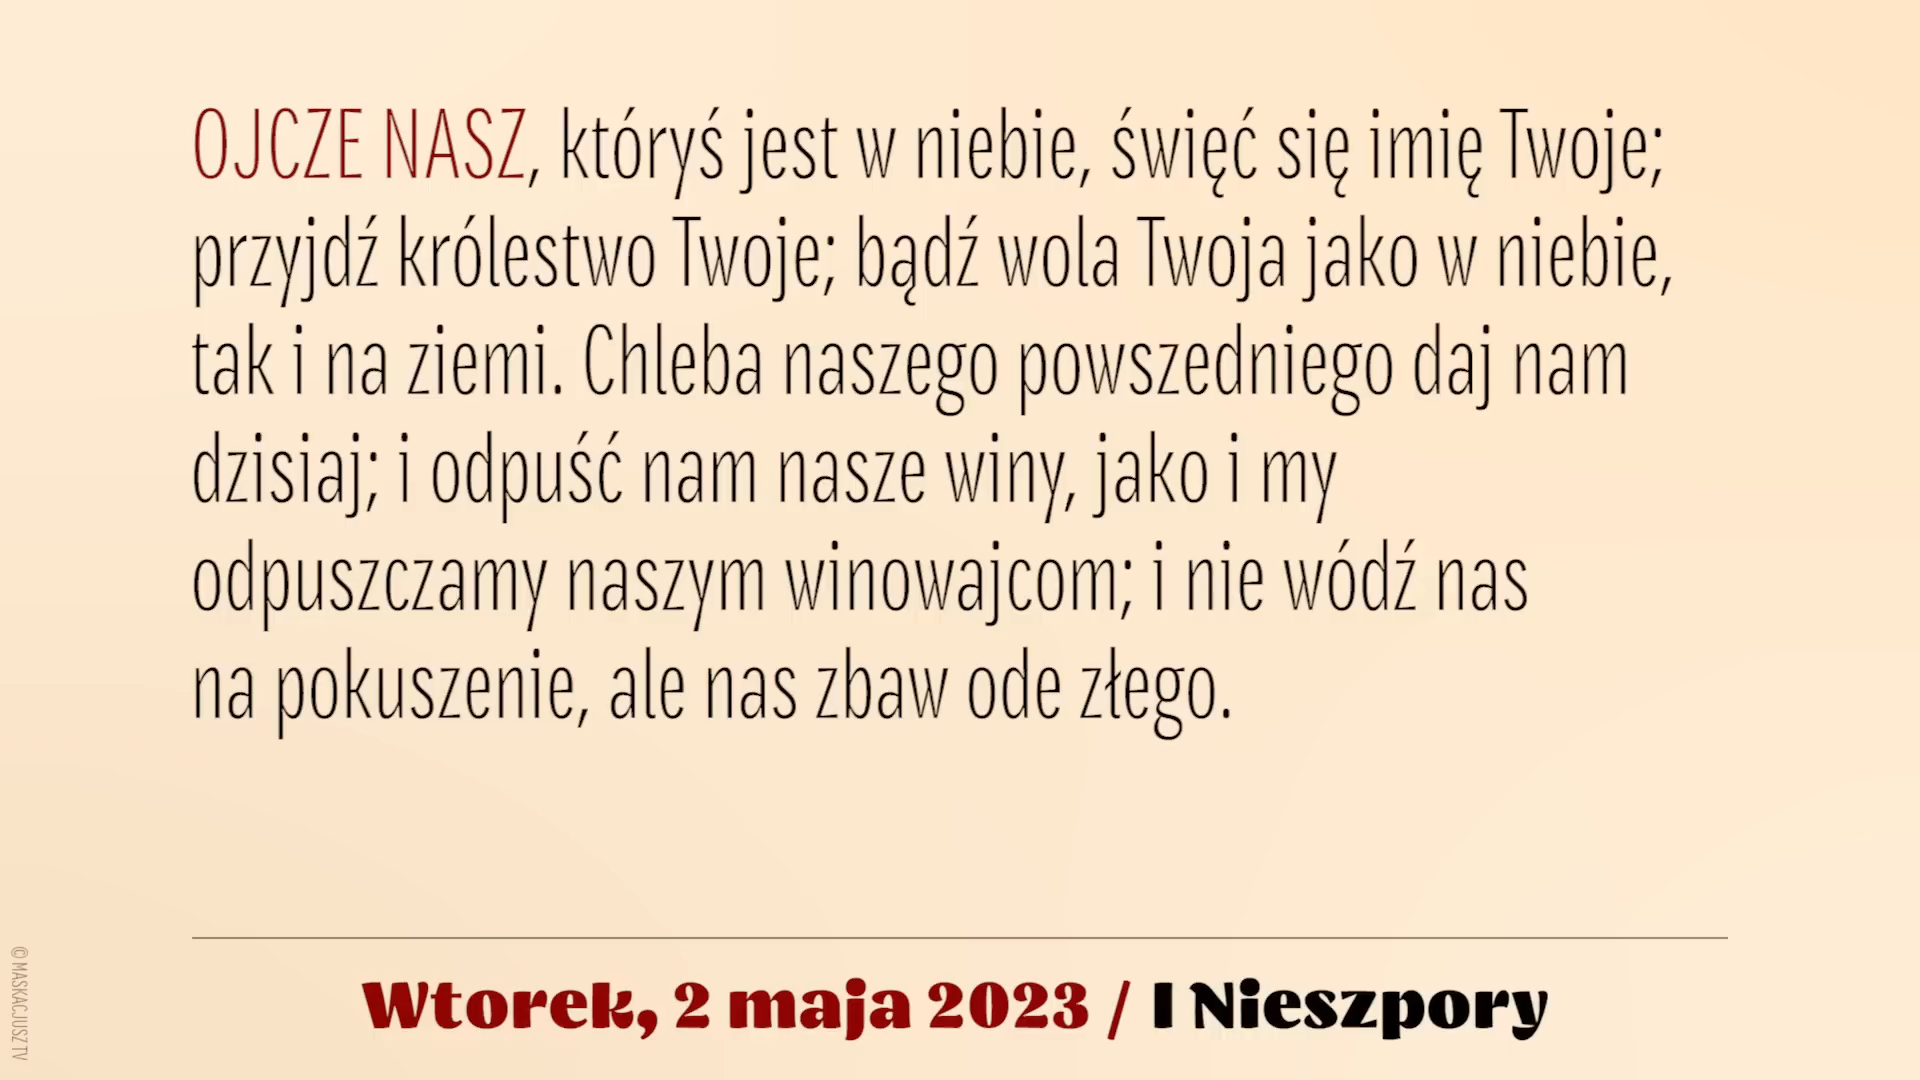 OJCZE NASZ, któryś jest w niebie, święć się imię Twoje;
przyjdź królestwo Twoje; bądź wola Twoja jako w niebie,
tak i na ziemi. Chleba naszego powszedniego daj nam
dzisiaj; i odpuść nam nasze winy, jako i my
odpuszczamy naszym winowajcom; i nie wódź nas
na pokuszenie, ale nas zbaw ode złego.
Wtorek, 2 maja 2023 / I Nieszpory
© MASKACJUSZ TV